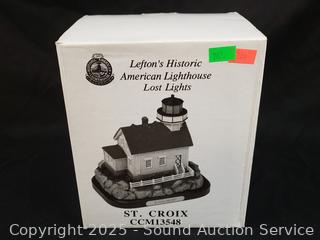 Lefton's Historic
American Lighthouse
Lost Lights
ST. CROIX
CCM13548
Copyright 2025 - Sound Auction Service